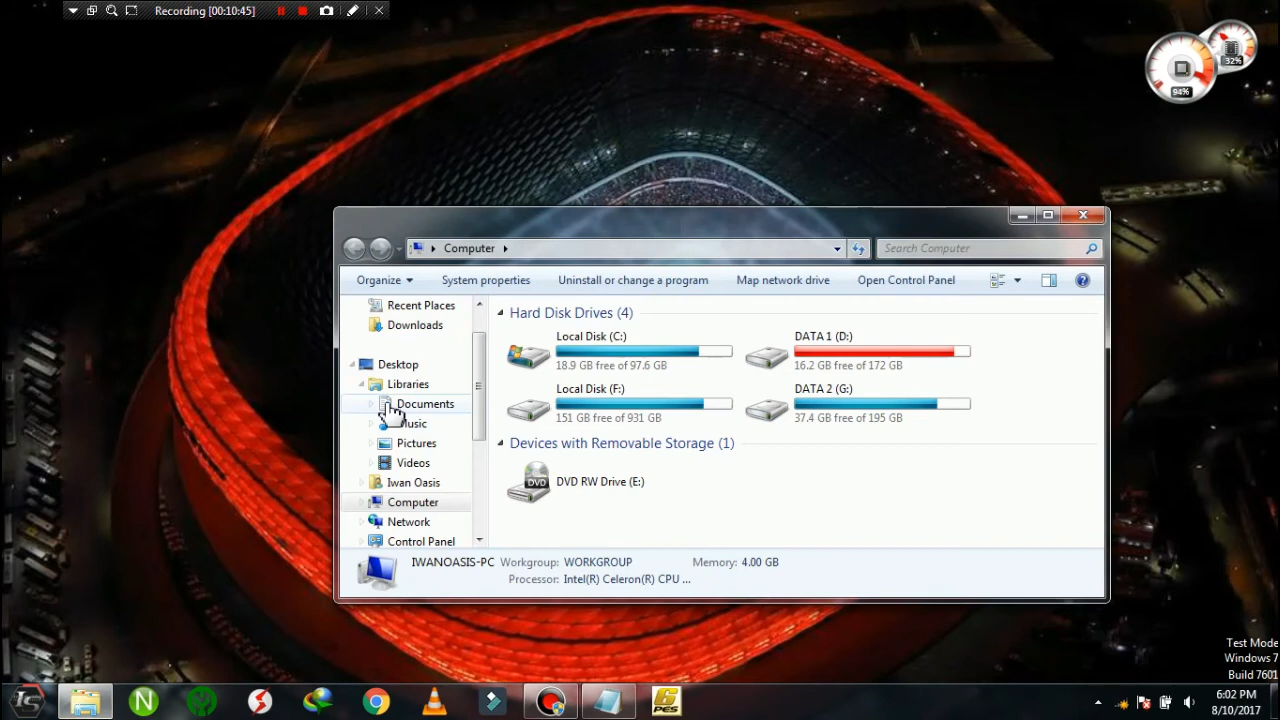 Recording [00:10:45]
32%
94%
Computer
Search Computer
Organize
System properties
Uninstall or change a program
Map network drive
Open Control Panel
Recent Places
Downloads
Desktop
Libraries
Documents
Music
Pictures
Videos
Iwan Oasis
Computer
Network
Control Panel
Hard Disk Drives (4)
Local Disk (C:)
18.9 GB free of 97.6 GB
DATA 1 (D:)
16.2 GB free of 172 GB
Local Disk (F:)
151 GB free of 931 GB
DATA 2 (G:)
37.4 GB free of 195 GB
Devices with Removable Storage (1)
DVD
DVD RW Drive (E:)
IWANOASIS-PC
Workgroup: WORKGROUP
Memory: 4.00 GB
Processor: Intel(R) Celeron(R) CPU ...
Test Mode
Windows 7
Build 7601
N
6
PES
6:02 PM
8/10/2017